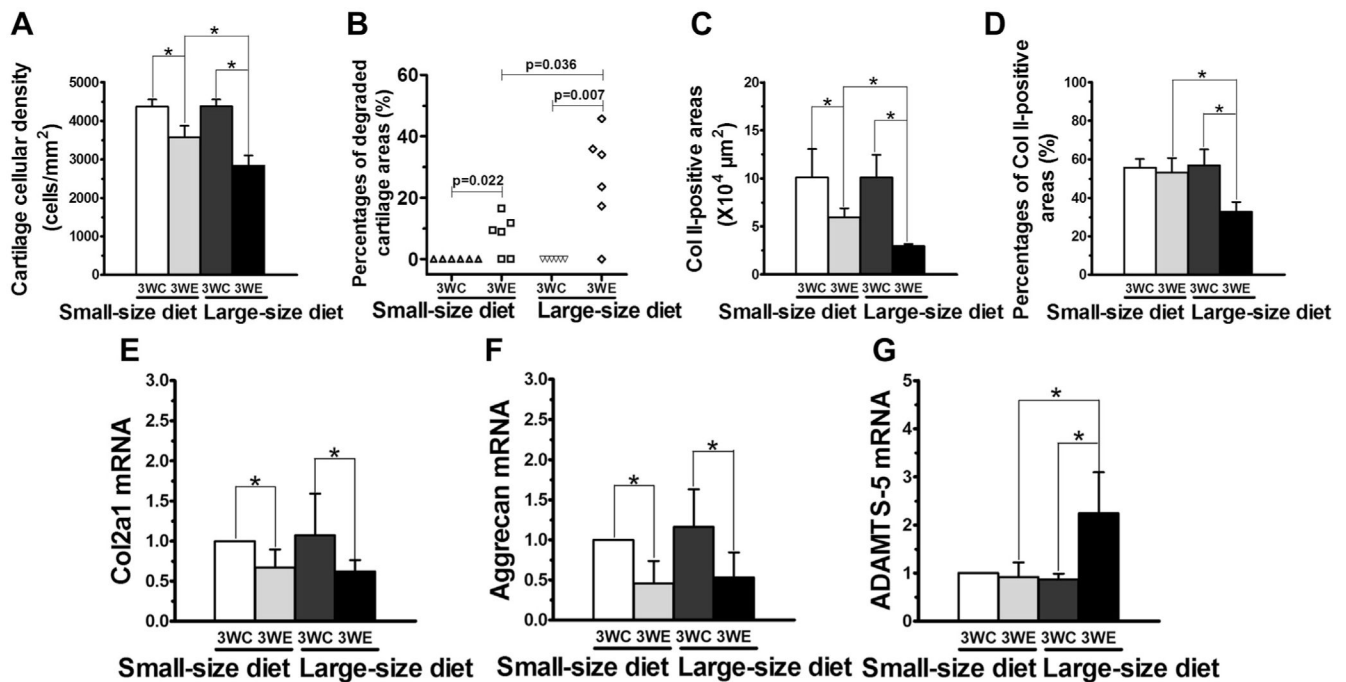 A
Cartilage cellular density
(cells/mm²)
5000
4000
3000
2000
1000
0
*
*
*
3WC 3WE 3WC 3WE
Small-size diet Large-size diet
B
Percentages of degraded
cartilage areas (%)
60
40
20
0
p=0.036
p=0.007
p=0.022
3WC 3WE 3WC 3WE
Small-size diet Large-size diet
C
Col II-positive areas
(X10⁴ µm²)
20
15
10
5
0
*
*
*
3WC 3WE 3WC 3WE
Small-size diet Large-size diet
D
Percentages of Col II-positive
areas (%)
100
80
60
40
20
0
*
*
3WC 3WE 3WC 3WE
Small-size diet Large-size diet
E
Col2a1 mRNA
3.0
2.5
2.0
1.5
1.0
0.5
0.0
*
*
3WC 3WE 3WC 3WE
Small-size diet Large-size diet
F
Aggrecan mRNA
3.0
2.5
2.0
1.5
1.0
0.5
0.0
*
*
3WC 3WE 3WC 3WE
Small-size diet Large-size diet
G
ADAMTS-5 mRNA
5
4
3
2
1
0
*
*
3WC 3WE 3WC 3WE
Small-size diet Large-size diet